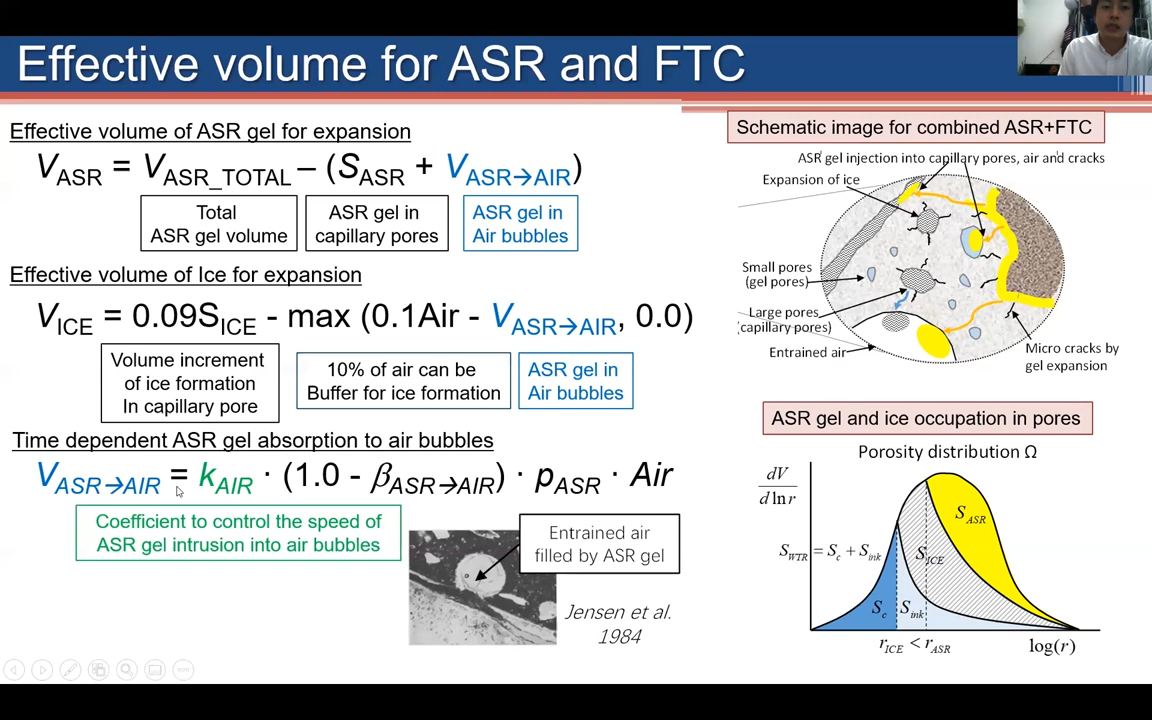 Effective volume for ASR and FTC
Effective volume of ASR gel for expansion
V_ASR = V_ASR_TOTAL – (S_ASR + V_ASR→AIR)
Total
ASR gel volume
ASR gel in
capillary pores
ASR gel in
Air bubbles
Effective volume of Ice for expansion
V_ICE = 0.09S_ICE - max (0.1Air - V_ASR→AIR, 0.0)
Volume increment
of ice formation
In capillary pore
10% of air can be
Buffer for ice formation
ASR gel in
Air bubbles
Time dependent ASR gel absorption to air bubbles
V_ASR→AIR = k_AIR · (1.0 - β_ASR→AIR) · p_ASR · Air
Coefficient to control the speed of
ASR gel intrusion into air bubbles
Entrained air
filled by ASR gel
Jensen et al.
1984
Schematic image for combined ASR+FTC
ASR gel injection into capillary pores, air and cracks
Expansion of ice
Small pores
(gel pores)
Large pores
(capillary pores)
Entrained air
Micro cracks by
gel expansion
ASR gel and ice occupation in pores
Porosity distribution Ω
dV
d ln r
S_WTR = S_c + S_ink
S_c
S_ink
S_ICE
S_ASR
r_ICE < r_ASR
log(r)